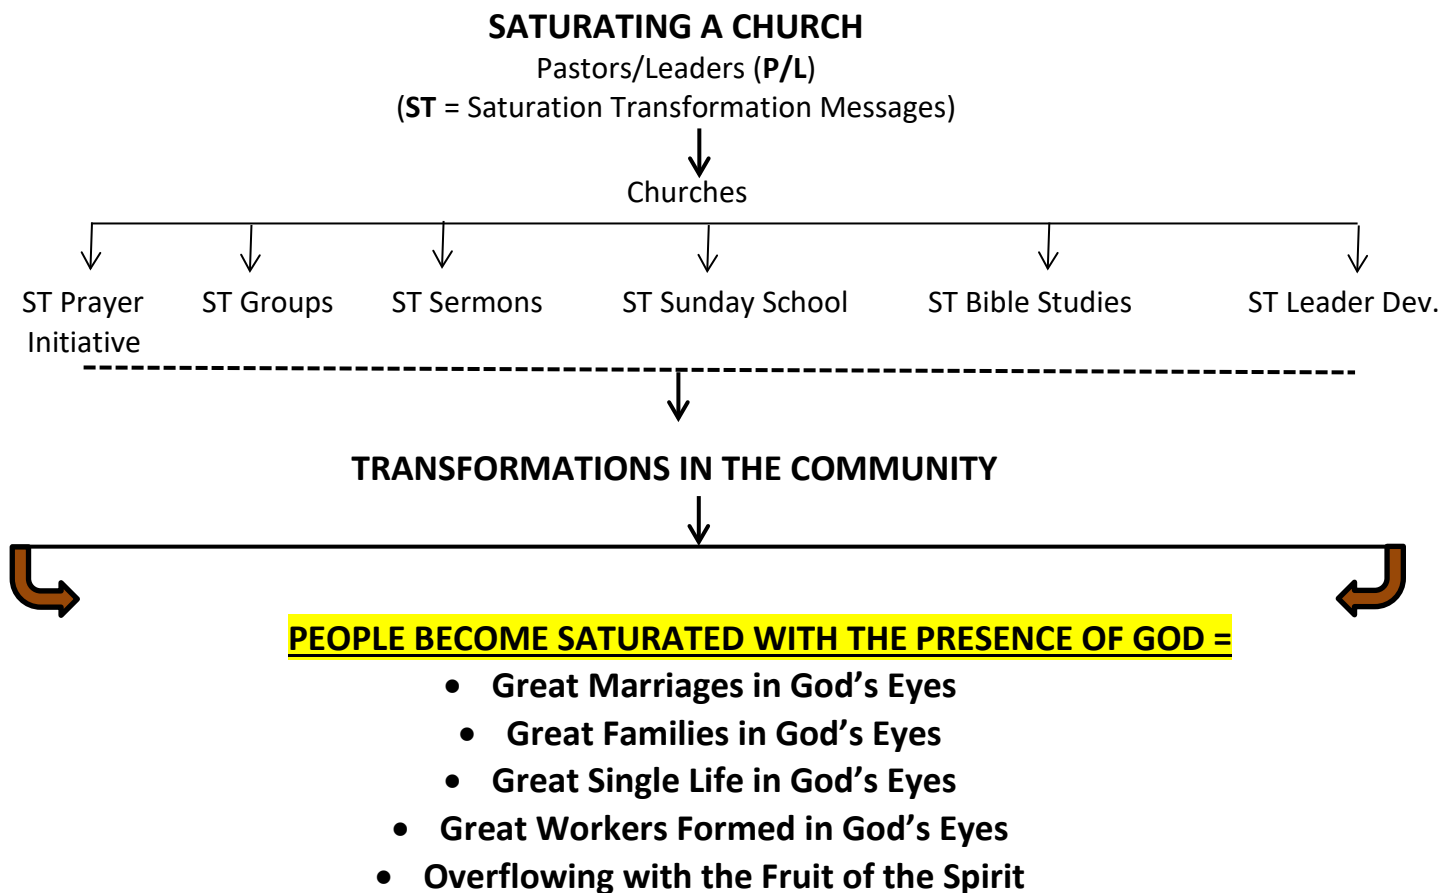 SATURATING A CHURCH
Pastors/Leaders (P/L)
(ST = Saturation Transformation Messages)
Churches
ST Prayer Initiative
ST Groups
ST Sermons
ST Sunday School
ST Bible Studies
ST Leader Dev.
TRANSFORMATIONS IN THE COMMUNITY
PEOPLE BECOME SATURATED WITH THE PRESENCE OF GOD =
• Great Marriages in God’s Eyes
• Great Families in God’s Eyes
• Great Single Life in God’s Eyes
• Great Workers Formed in God’s Eyes
• Overflowing with the Fruit of the Spirit